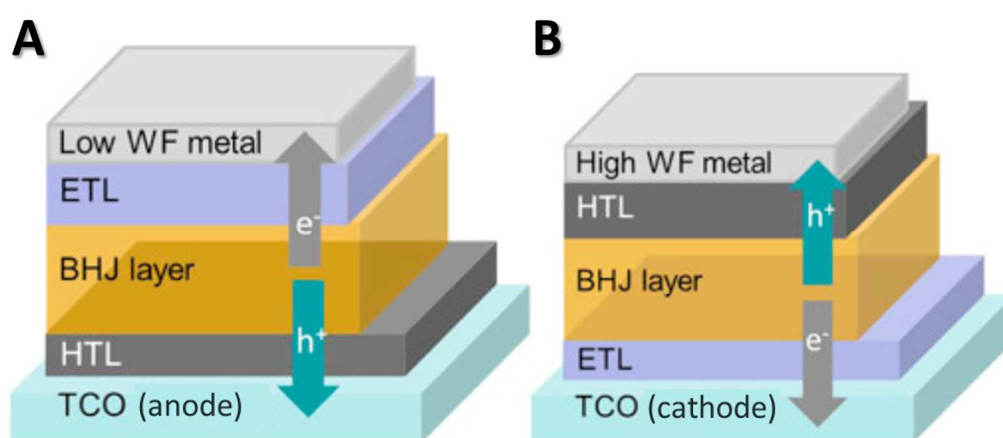 A
Low WF metal
ETL
e⁻
BHJ layer
h⁺
HTL
TCO (anode)
B
High WF metal
HTL
h⁺
BHJ layer
e⁻
ETL
TCO (cathode)